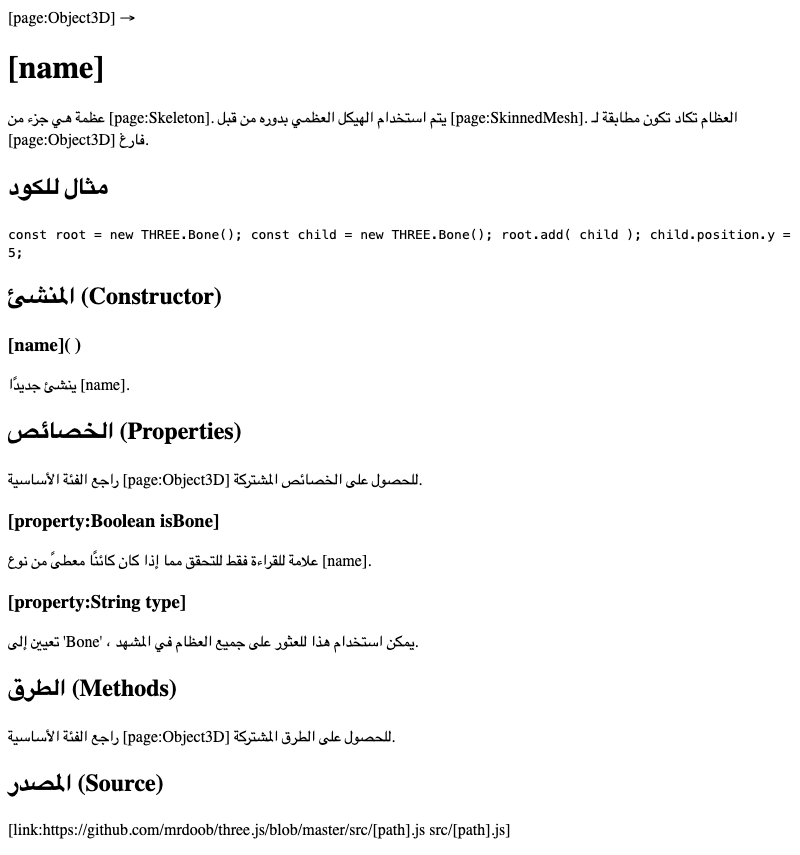 [page:Object3D] →
[name]
عظمة هي جزء من [page:Skeleton]. يتم استخدام الهيكل العظمي بدوره من قبل [page:SkinnedMesh]. العظام تكاد تكون مطابقة لـ
[page:Object3D] فارغ.
مثال للكود
const root = new THREE.Bone(); const child = new THREE.Bone(); root.add( child ); child.position.y =
5;
المنشئ (Constructor)
[name]( )
ينشئ جديدًا [name].
الخصائص (Properties)
راجع الفئة الأساسية [page:Object3D] للحصول على الخصائص المشتركة.
[property:Boolean isBone]
علامة للقراءة فقط للتحقق مما إذا كان كائنًا معطىً من نوع [name].
[property:String type]
تعيين إلى 'Bone' ، يمكن استخدام هذا للعثور على جميع العظام في المشهد.
الطرق (Methods)
راجع الفئة الأساسية [page:Object3D] للحصول على الطرق المشتركة.
المصدر (Source)
[link:https://github.com/mrdoob/three.js/blob/master/src/[path].js src/[path].js]